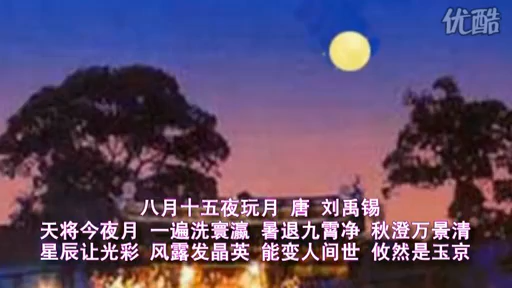 优酷
八月十五夜玩月 唐 刘禹锡
天将今夜月 一遍洗寰瀛 暑退九霄净 秋澄万景清
星辰让光彩 风露发晶英 能变人间世 攸然是玉京